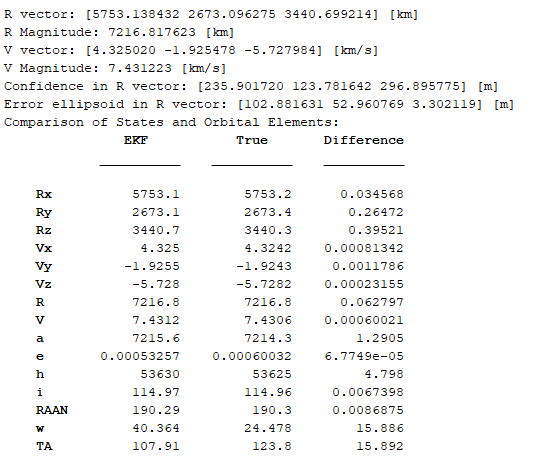 R vector: [5753.138432 2673.096275 3440.699214] [km]
R Magnitude: 7216.817623 [km]
V vector: [4.325020 -1.925478 -5.727984] [km/s]
V Magnitude: 7.431223 [km/s]
Confidence in R vector: [235.901720 123.781642 296.895775] [m]
Error ellipsoid in R vector: [102.881631 52.960769 3.302119] [m]
Comparison of States and Orbital Elements:
EKF True Difference
Rx 5753.1 5753.2 0.034568
Ry 2673.1 2673.4 0.26472
Rz 3440.7 3440.3 0.39521
Vx 4.325 4.3242 0.00081342
Vy -1.9255 -1.9243 0.0011786
Vz -5.728 -5.7282 0.00023155
R 7216.8 7216.8 0.062797
V 7.4312 7.4306 0.00060021
a 7215.6 7214.3 1.2905
e 0.00053257 0.00060032 6.7749e-05
h 53630 53625 4.798
i 114.97 114.96 0.0067398
RAAN 190.29 190.3 0.0086875
w 40.364 24.478 15.886
TA 107.91 123.8 15.892